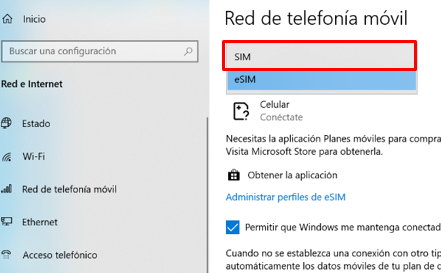 Inicio
Buscar una configuración
Red e Internet
Estado
Wi-Fi
Red de telefonía móvil
Ethernet
Acceso telefónico
Red de telefonía móvil
SIM
eSIM
Celular
Conéctate
Necesitas la aplicación Planes móviles para compra
Visita Microsoft Store para obtenerla.
Obtener la aplicación
Administrar perfiles de eSIM
Permitir que Windows me mantenga conectad
Cuando no se establezca una conexión con otro tip
automáticamente los datos móviles de tu plan de d